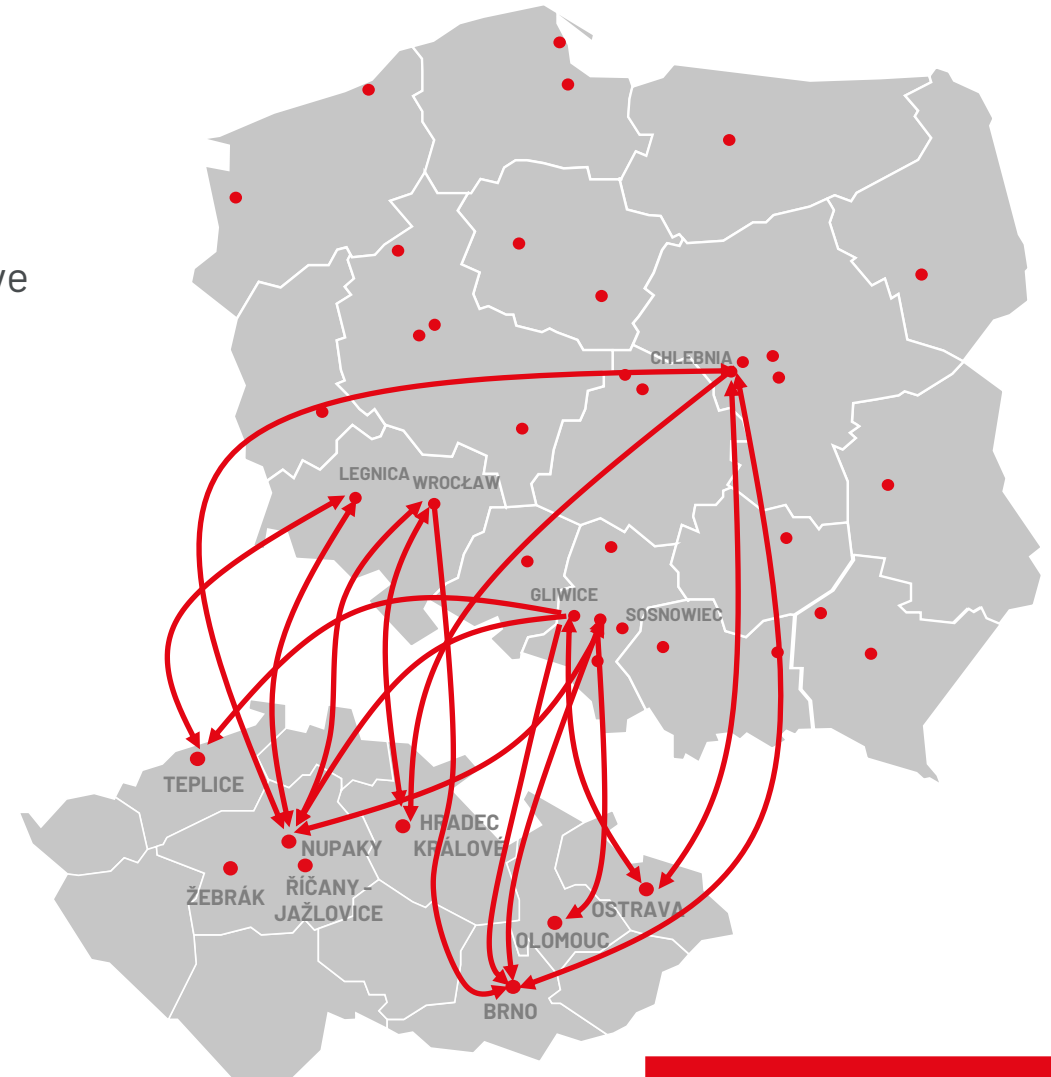 ve
CHLEBNIA
LEGNICA
WROCŁAW
GLIWICE
SOSNOWIEC
TEPLICE
HRADEC
KRÁLOVÉ
NUPAKY
ŽEBRÁK
ŘÍČANY –
JAŽLOVICE
OSTRAVA
OLOMOUC
BRNO